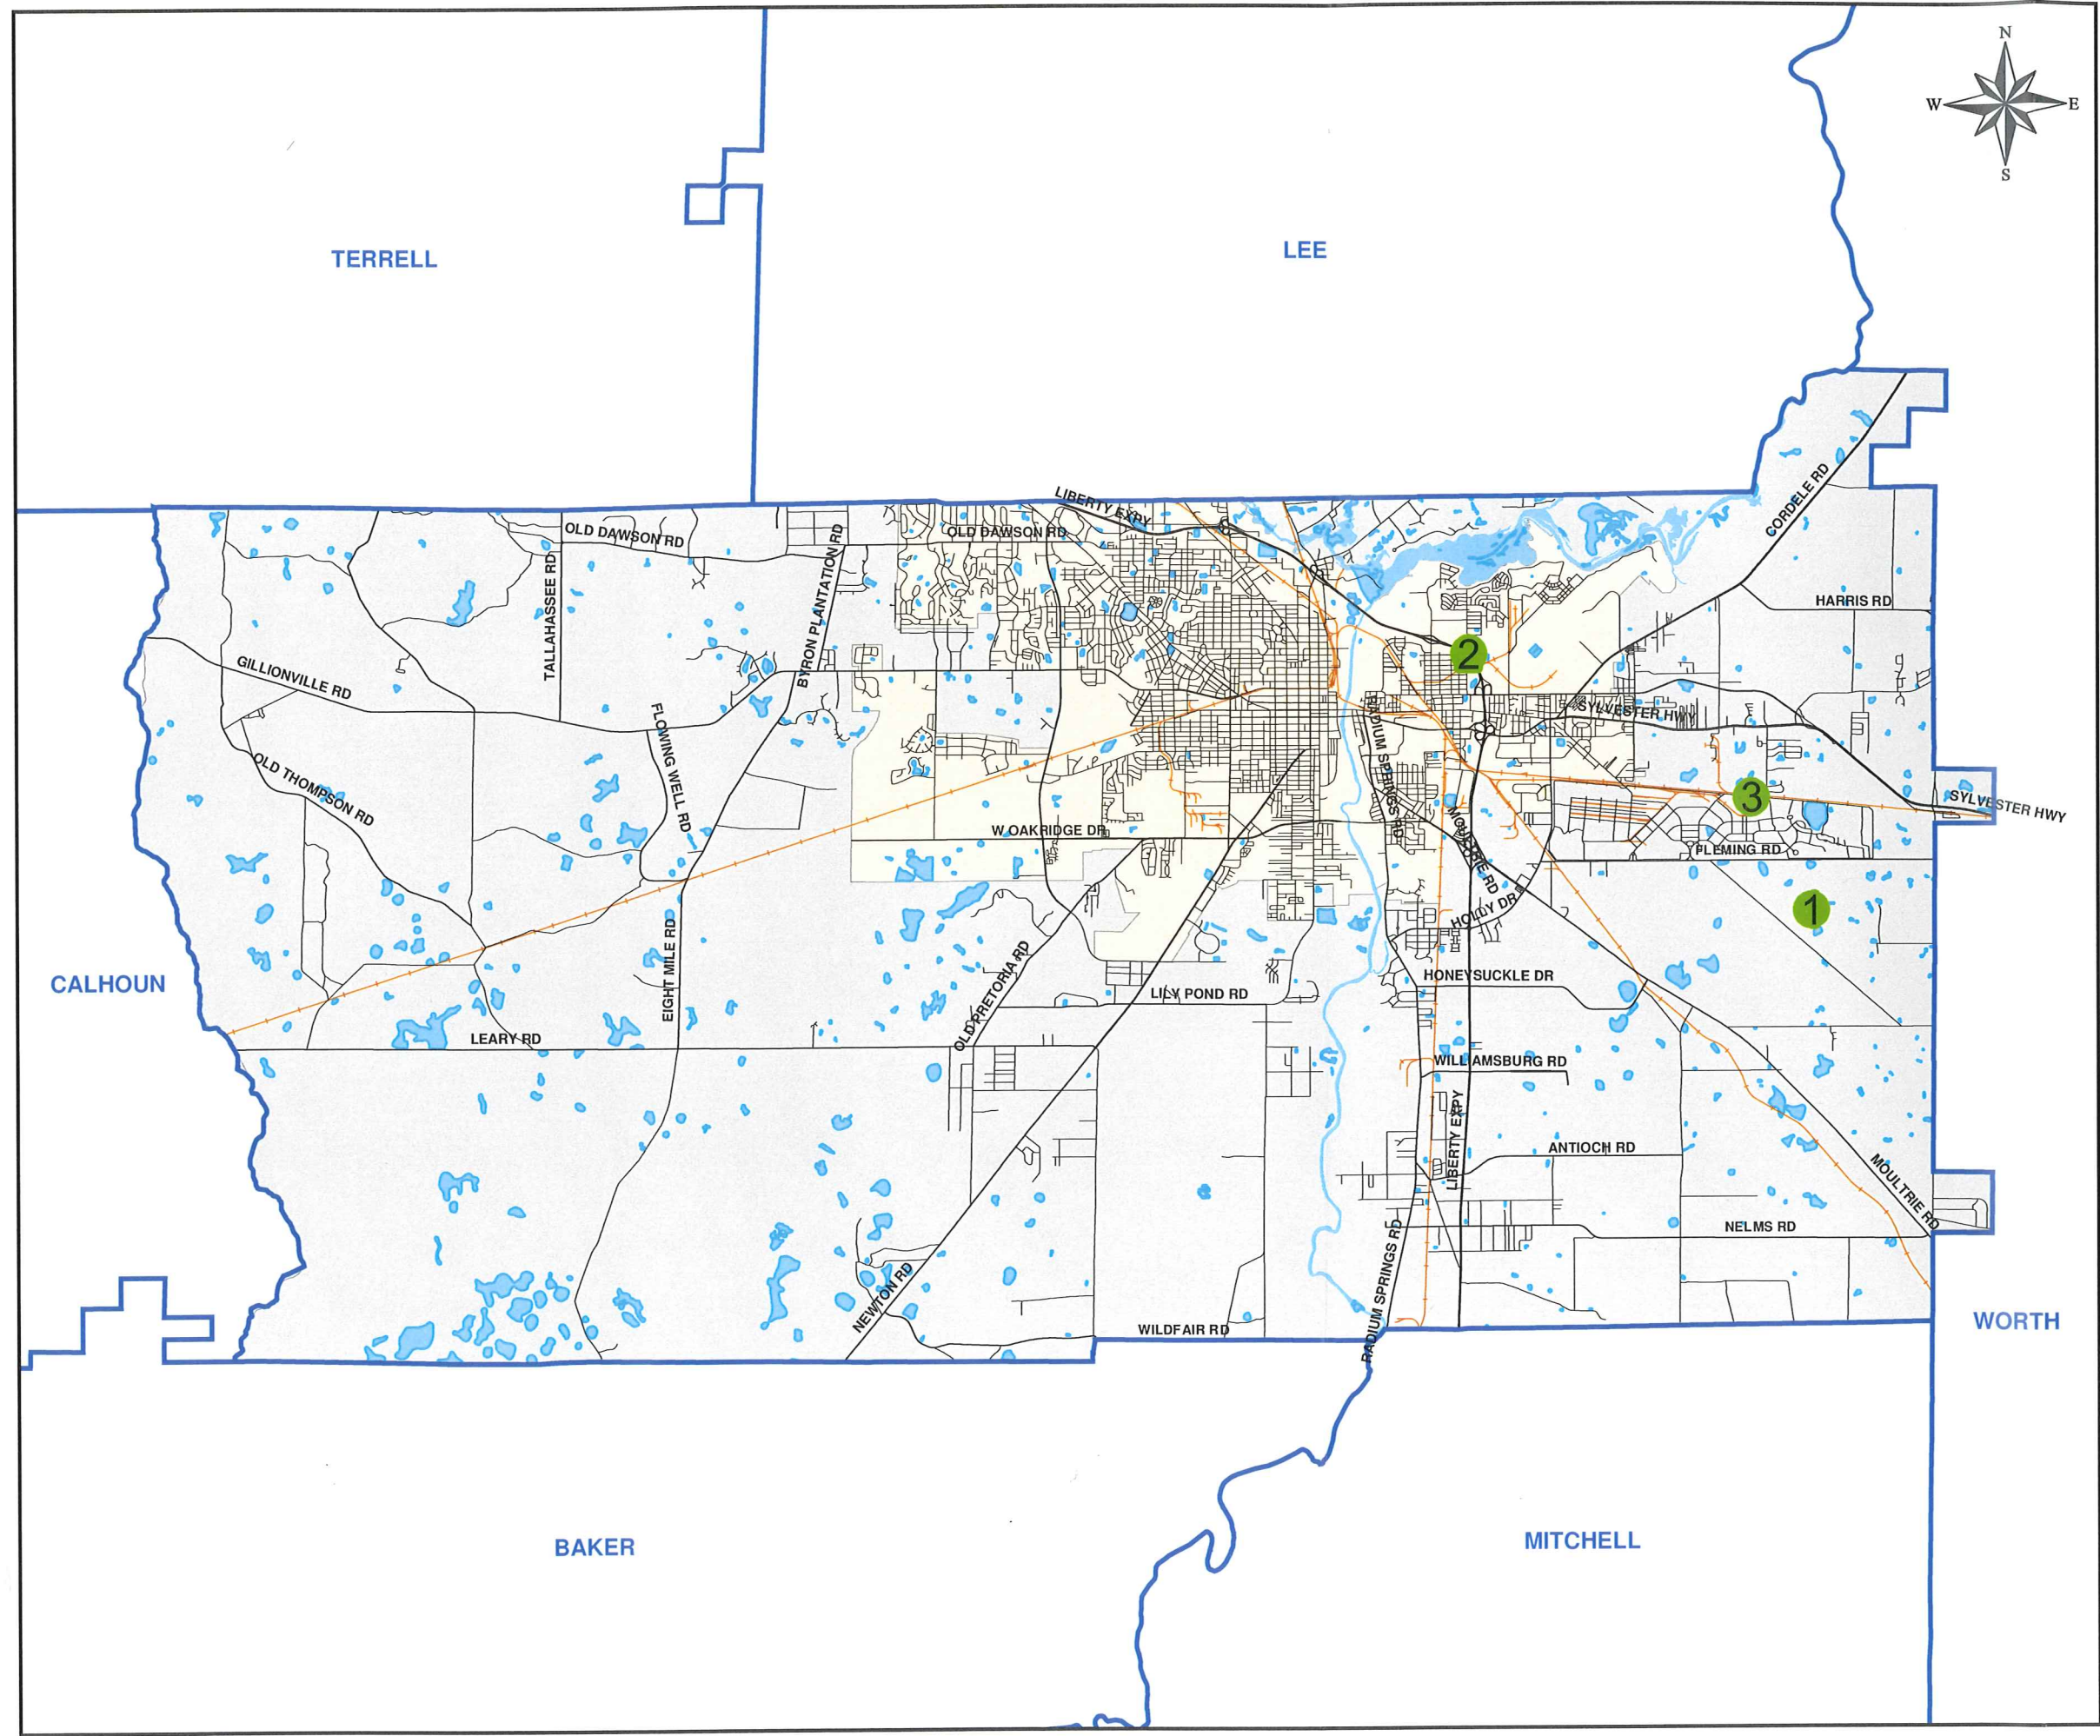 N
W E
S
TERRELL
LEE
LIBERTY EXPY
CORDELE RD
OLD DAWSON RD
OLD DAWSON RD
TALLAHASSEE RD
BYRON PLANTATION RD
HARRIS RD
2
GILLIONVILLE RD
FLOWING WELL RD
RADIUM SPRINGS RD
SYLVESTER HWY
OLD THOMPSON RD
3
SYLVESTER HWY
W OAKRIDGE DR
MOULTRIE RD
FLEMING RD
HOLLY DR
1
EIGHT MILE RD
OLD PRETORIA RD
CALHOUN
HONEYSUCKLE DR
LILY POND RD
LEARY RD
WILLIAMSBURG RD
LIBERTY EXPY
ANTIOCH RD
MOULTRIE RD
NELMS RD
NEWTON RD
RADIUM SPRINGS RD
WILDFAIR RD
WORTH
BAKER
MITCHELL